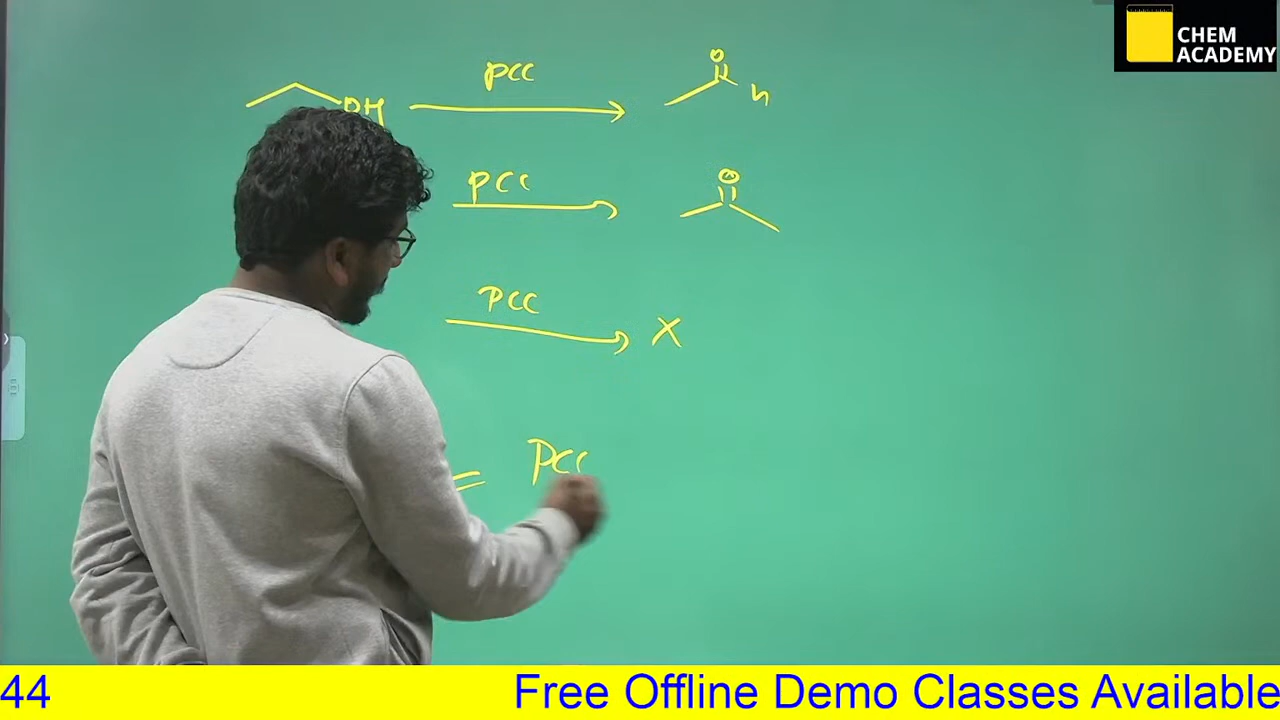 CHEM
ACADEMY
PCC
O
OH
H
PCC
O
PCC
X
= PCC
44 Free Offline Demo Classes Available